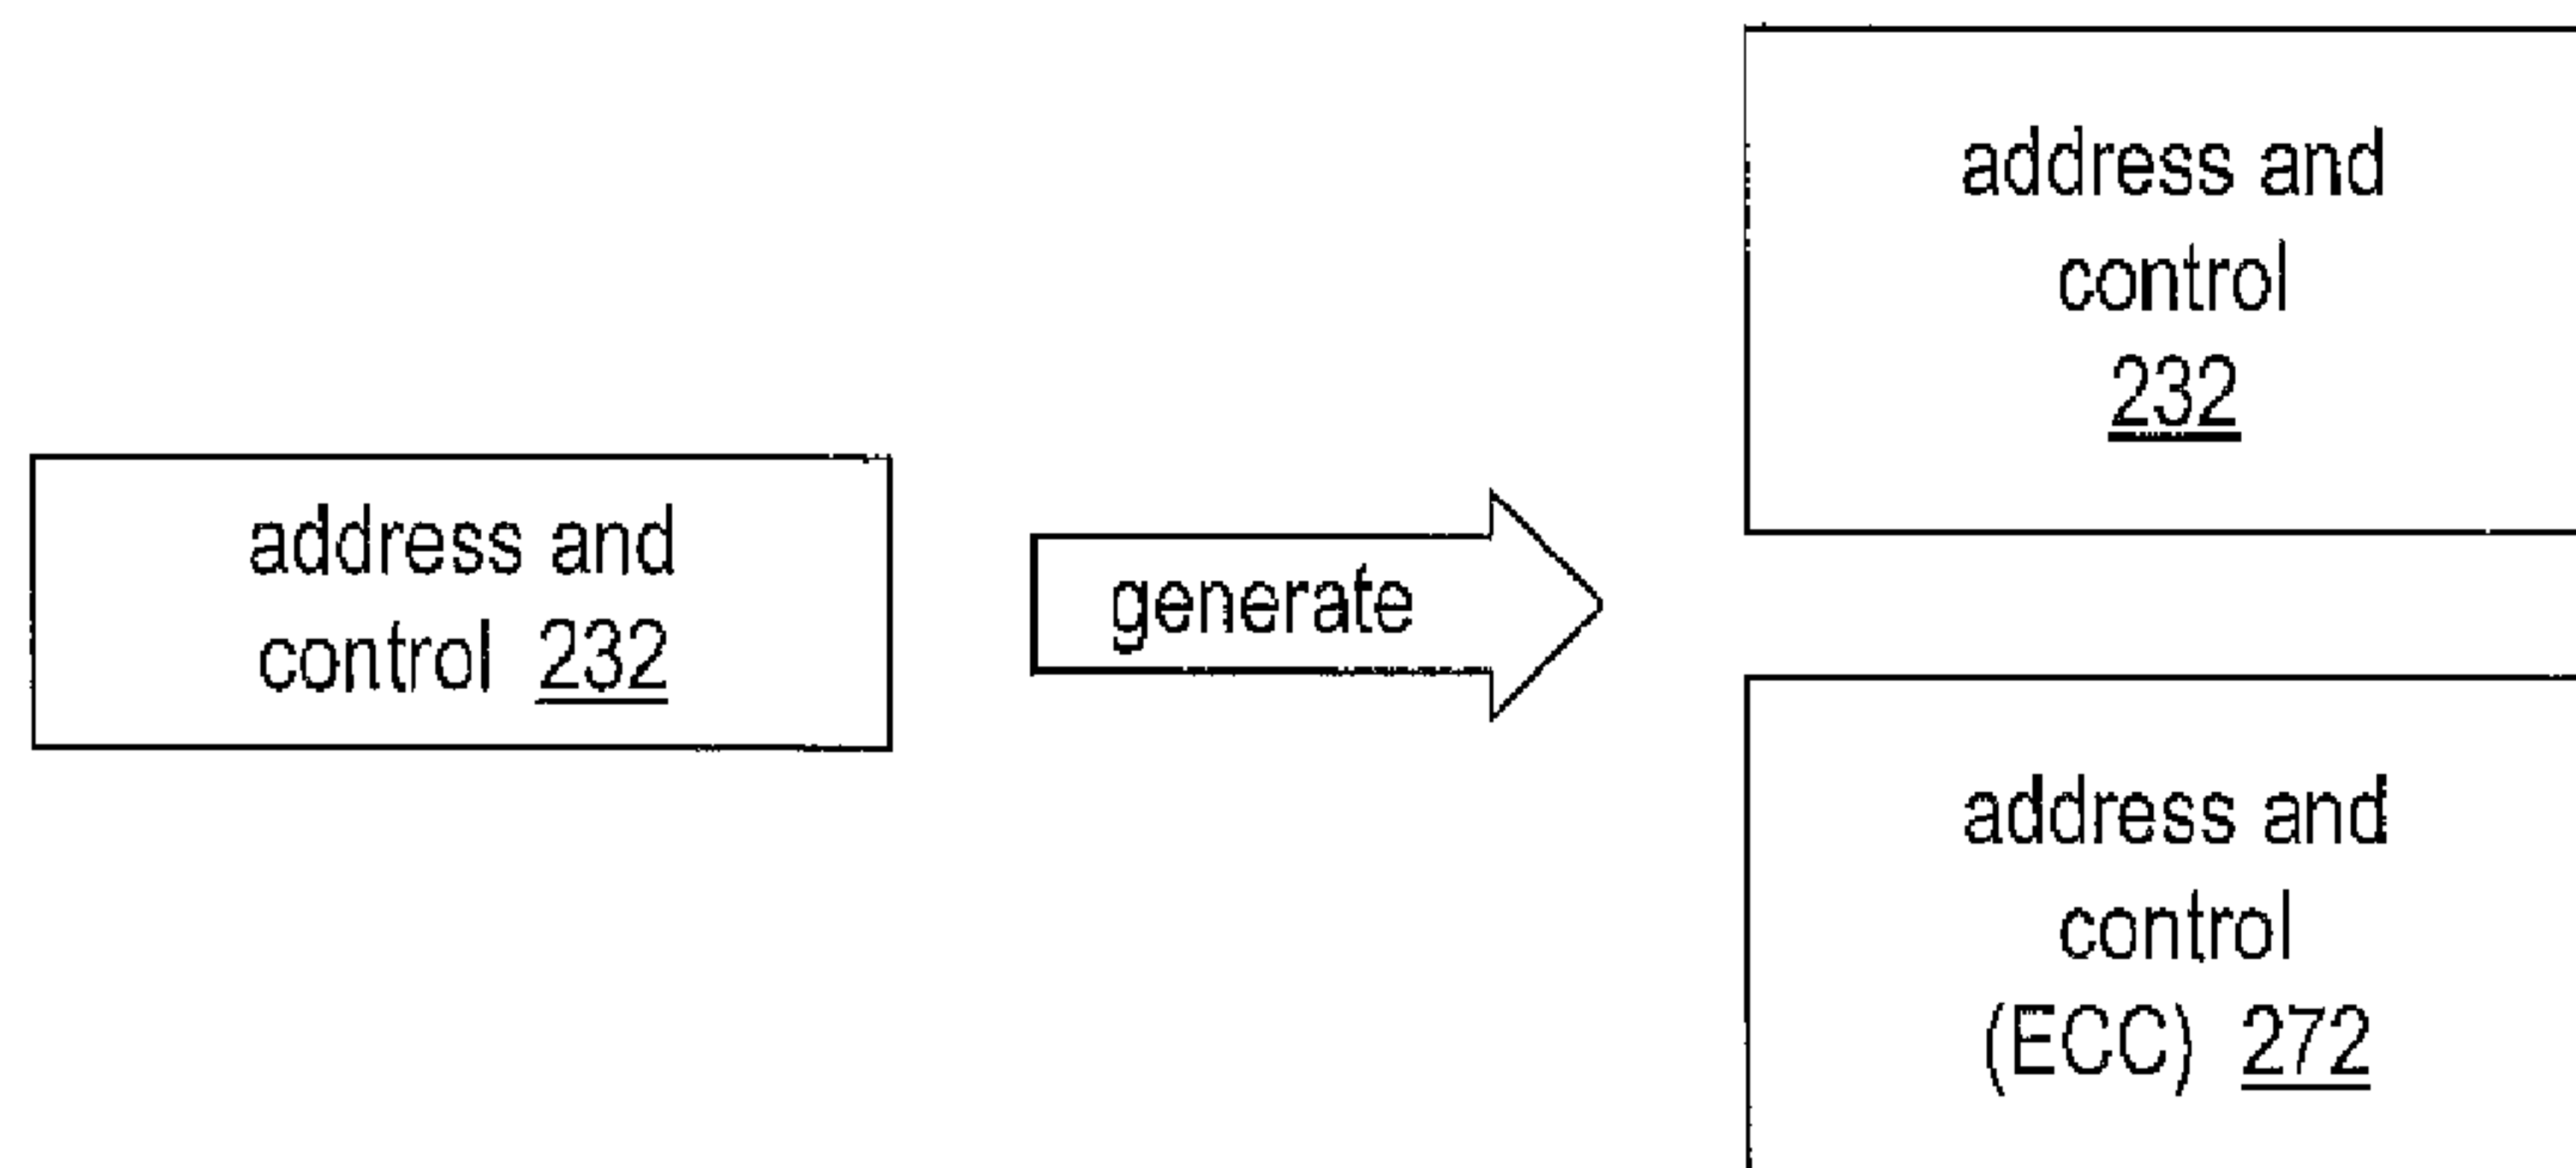 address and
control 232
generate
address and
control
232
address and
control
(ECC) 272